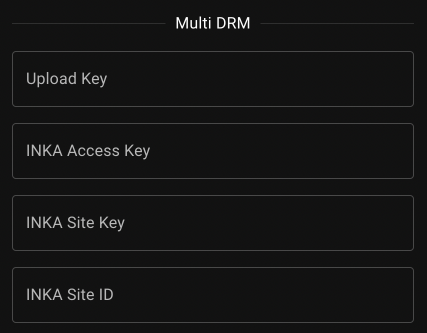 Multi DRM
Upload Key
INKA Access Key
INKA Site Key
INKA Site ID